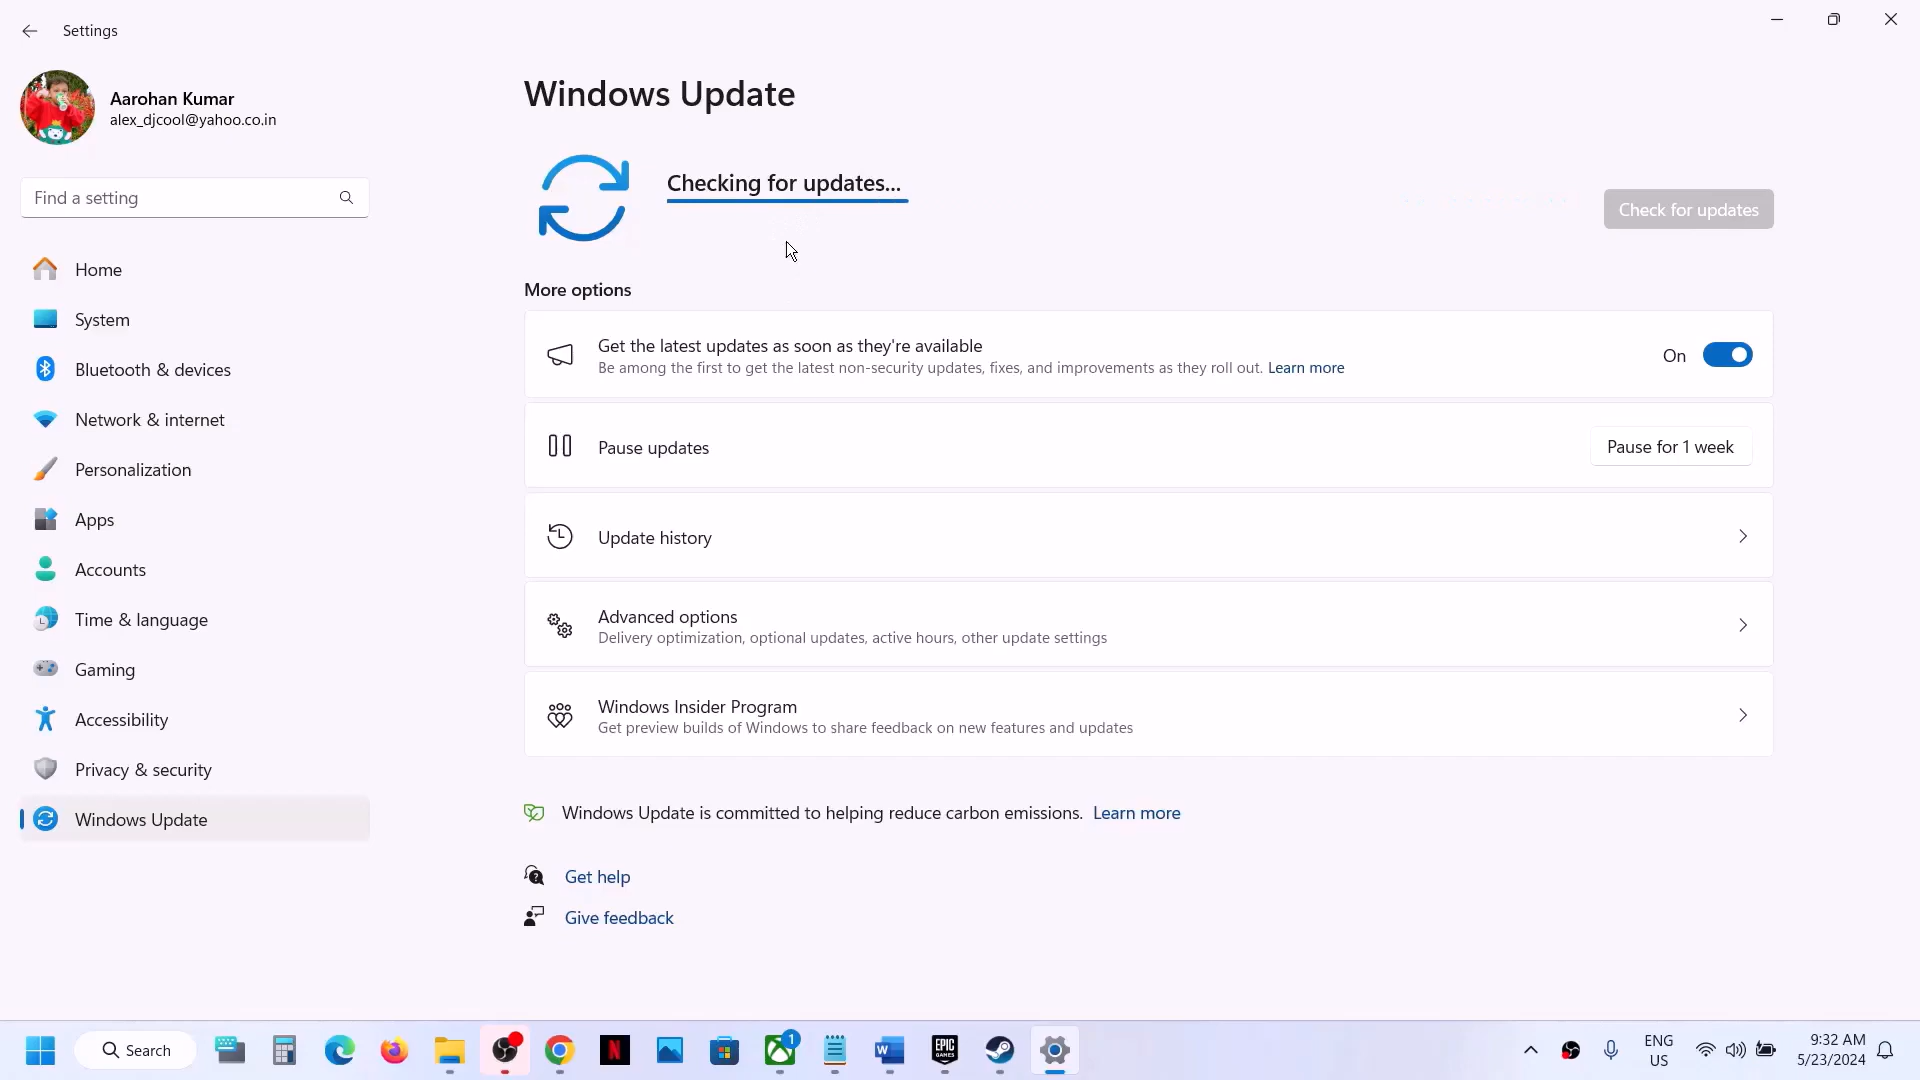 Settings
Aarohan Kumar
alex_djcool@yahoo.co.in
Find a setting
Home
System
Bluetooth & devices
Network & internet
Personalization
Apps
Accounts
Time & language
Gaming
Accessibility
Privacy & security
Windows Update
Windows Update
Checking for updates...
Check for updates
More options
Get the latest updates as soon as they're available
Be among the first to get the latest non-security updates, fixes, and improvements as they roll out. Learn more
On
Pause updates
Pause for 1 week
Update history
Advanced options
Delivery optimization, optional updates, active hours, other update settings
Windows Insider Program
Get preview builds of Windows to share feedback on new features and updates
Windows Update is committed to helping reduce carbon emissions. Learn more
Get help
Give feedback
Search
N
1
W
EPIC
GAMES
ENG
US
9:32 AM
5/23/2024